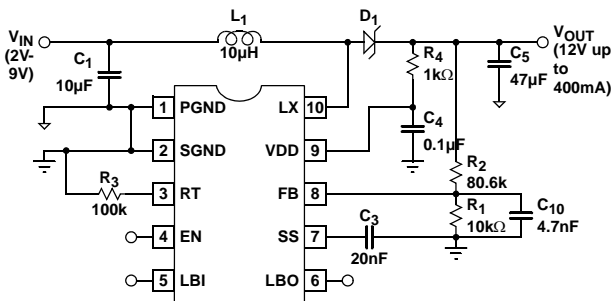 L1
10µH
D1
VIN
(2V-
9V)
C1
10µF
R4
1kΩ
C5
47µF
VOUT
(12V up
to
400mA)
1 PGND
LX 10
C4
0.1µF
2 SGND
VDD 9
R2
80.6k
R3
100k
3 RT
FB 8
R1
10kΩ
C10
4.7nF
4 EN
SS 7
C3
20nF
5 LBI
LBO 6